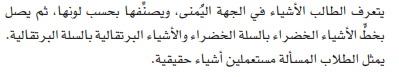 يتعرف الطالب الأشياء في الجهة اليُمنى، ويصنِّفها بحسب لونها، ثم يصل
بخطٍّ الأشياء الخضراء بالسلة الخضراء والأشياء البرتقالية بالسلة البرتقالية.
يمثل الطلاب المسألة مستعملين أشياء حقيقية.